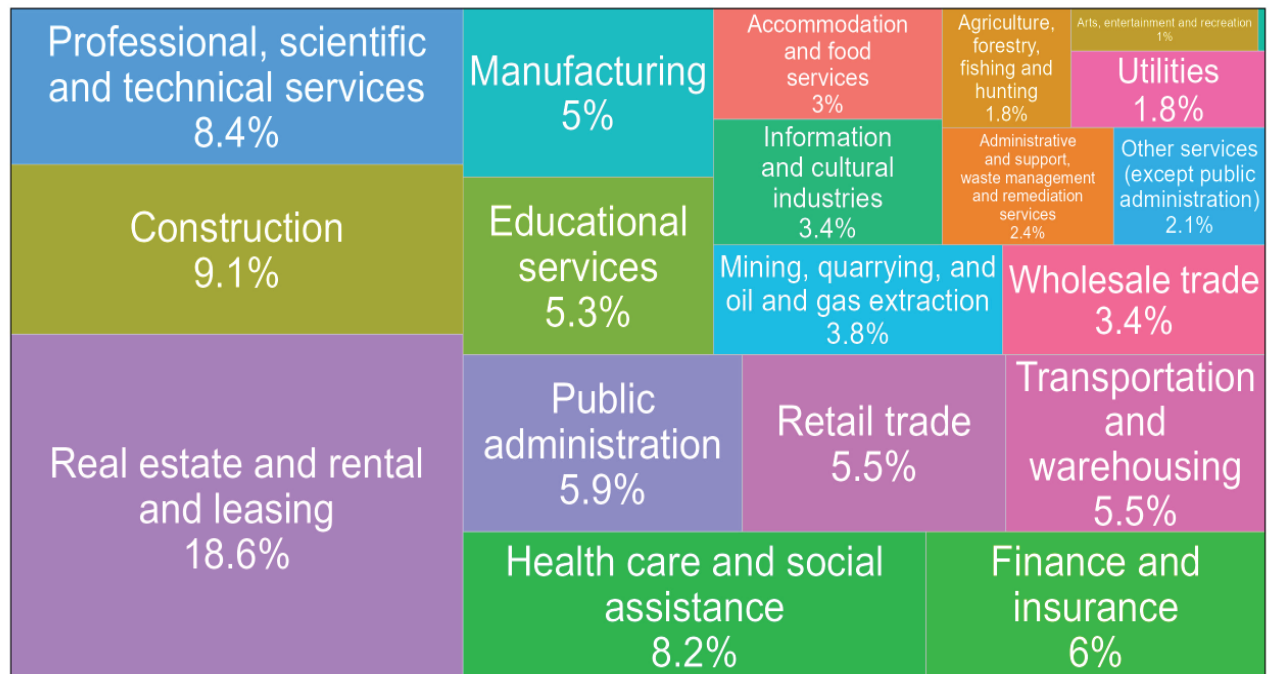 Professional, scientific
and technical services
8.4%
Construction
9.1%
Real estate and rental
and leasing
18.6%
Manufacturing
5%
Educational
services
5.3%
Accommodation
and food
services
3%
Information
and cultural
industries
3.4%
Agriculture,
forestry,
fishing and
hunting
1.8%
Arts, entertainment and recreation
1%
Utilities
1.8%
Administrative
and support,
waste management
and remediation
services
2.4%
Other services
(except public
administration)
2.1%
Mining, quarrying, and
oil and gas extraction
3.8%
Wholesale trade
3.4%
Public
administration
5.9%
Retail trade
5.5%
Transportation
and
warehousing
5.5%
Health care and social
assistance
8.2%
Finance and
insurance
6%